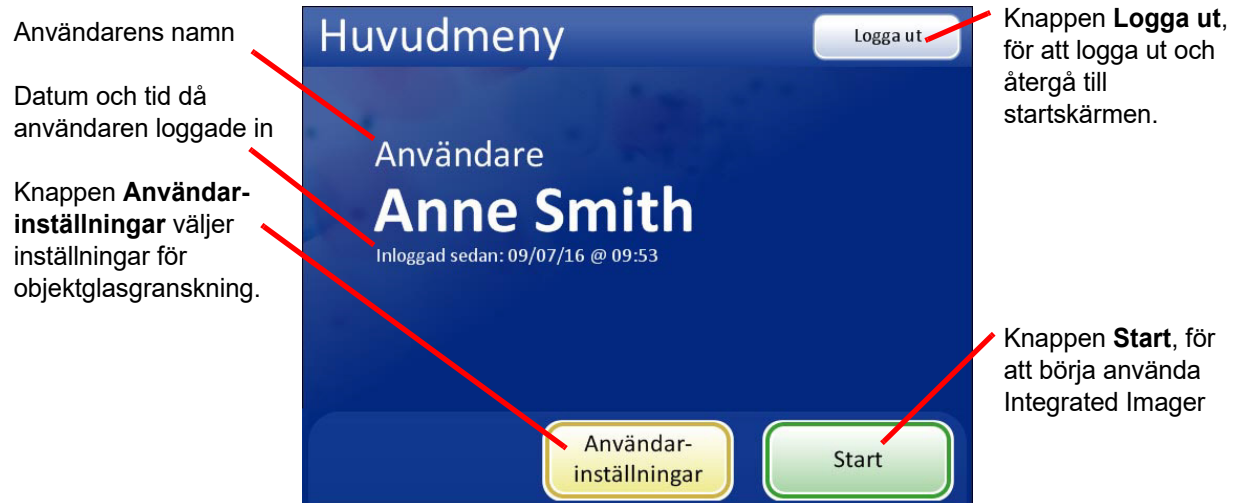 Användarens namn
Datum och tid då
användaren loggade in
Knappen Användar-
inställningar väljer
inställningar för
objektglasgranskning.
Huvudmeny
Logga ut
Användare
Anne Smith
Inloggad sedan: 09/07/16 @ 09:53
Användar-
inställningar
Start
Knappen Logga ut,
för att logga ut och
återgå till
startskärmen.
Knappen Start, för
att börja använda
Integrated Imager